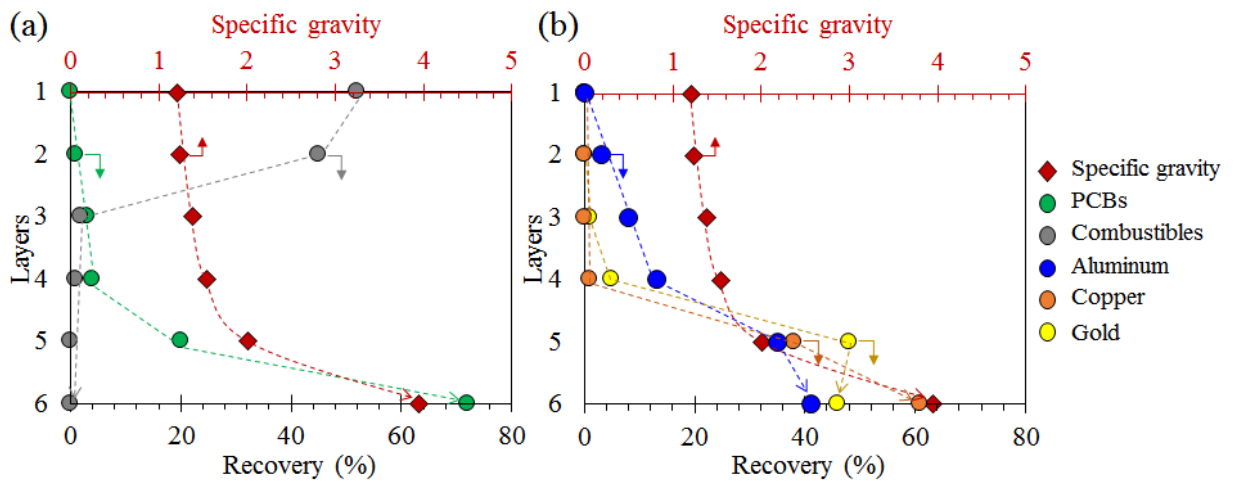 (a)
Specific gravity
0 1 2 3 4 5
Layers
1
2
3
4
5
6
0 20 40 60 80
Recovery (%)
(b)
Specific gravity
0 1 2 3 4 5
Layers
1
2
3
4
5
6
0 20 40 60 80
Recovery (%)
Specific gravity
PCBs
Combustibles
Aluminum
Copper
Gold